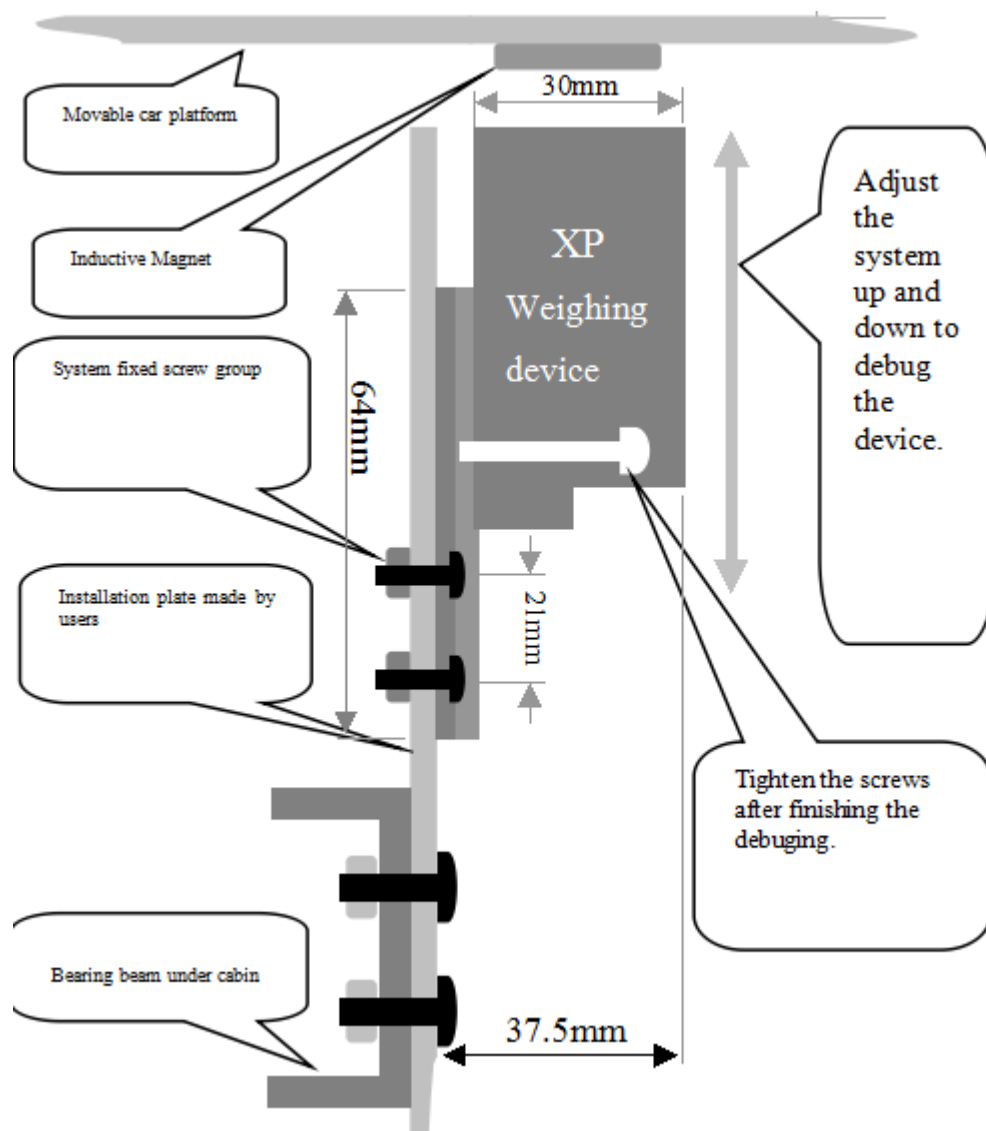 30mm
Movable car platform
Inductive Magnet
XP
Weighing
device
Adjust
the
system
up and
down to
debug
the
device.
System fixed screw group
64mm
Installation plate made by
users
21mm
Tighten the screws
after finishing the
debuging.
Bearing beam under cabin
37.5mm